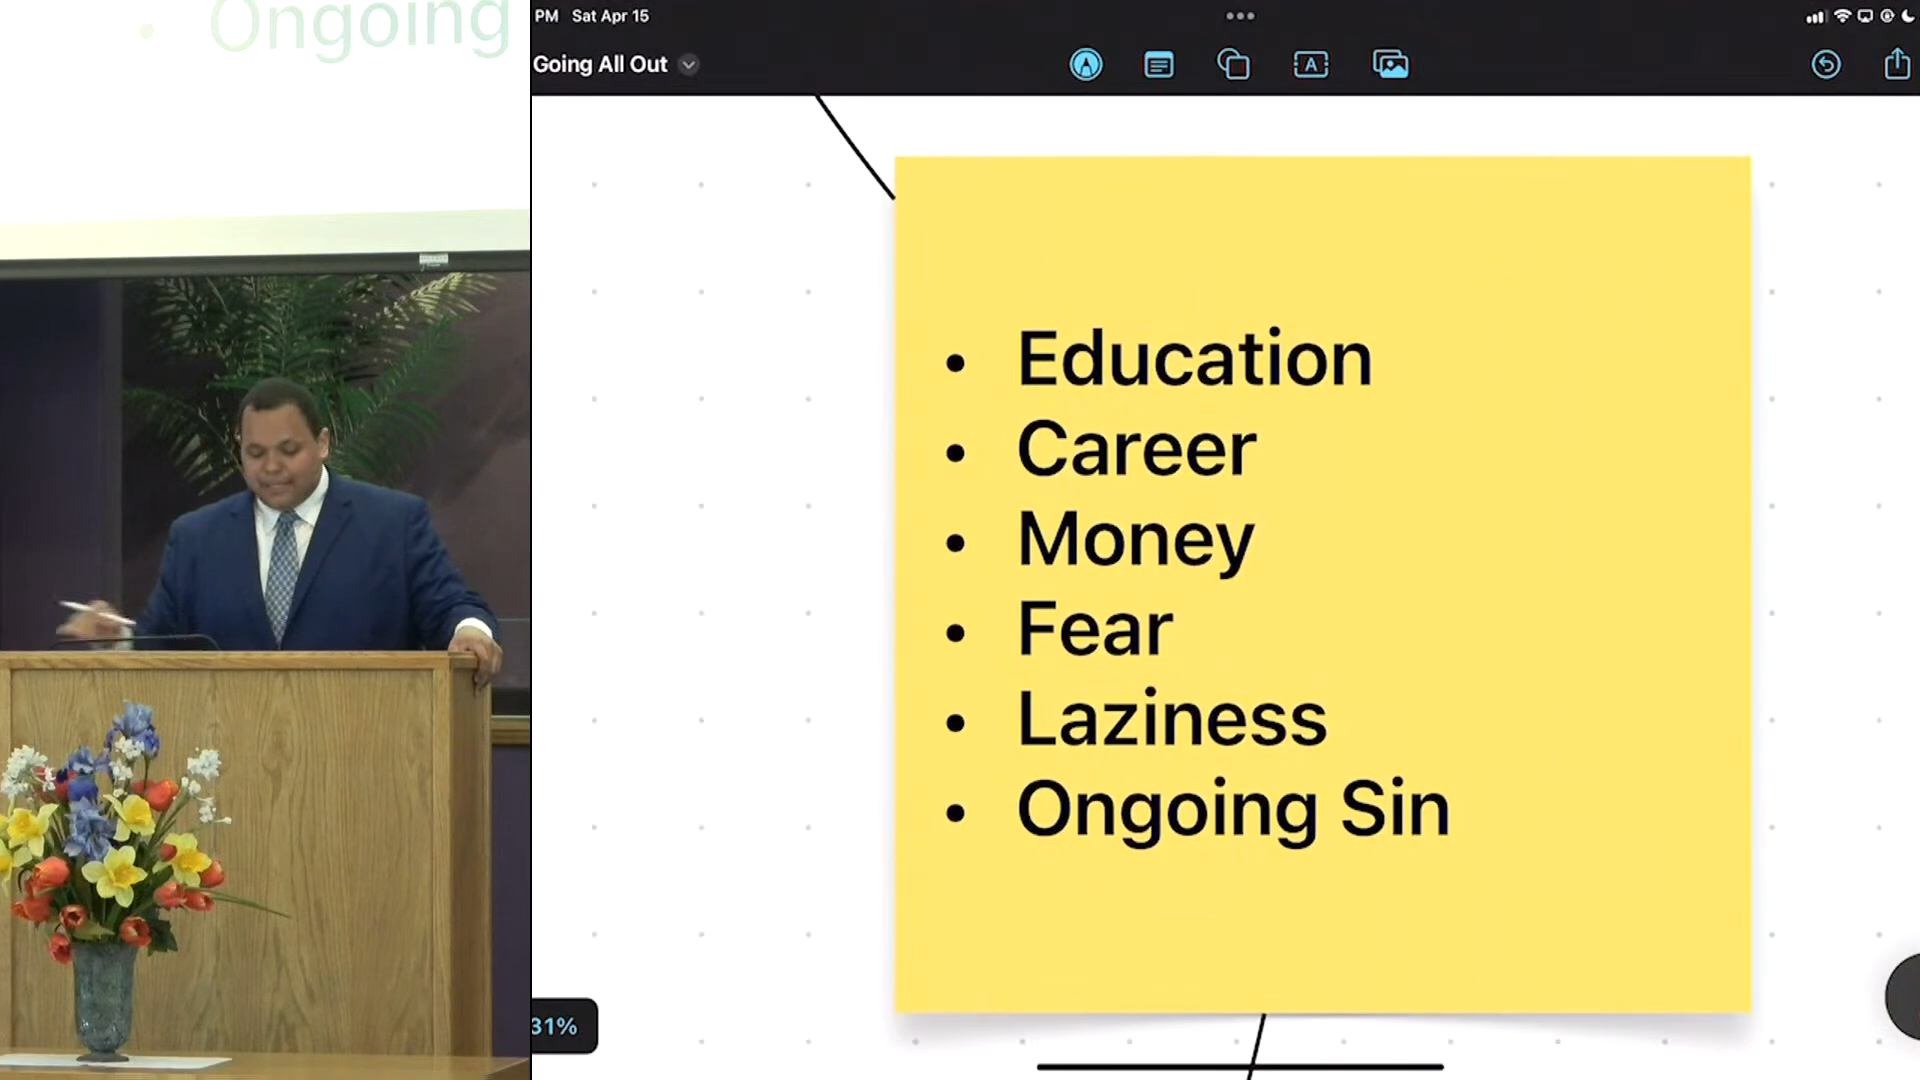 • Ongoing
PM Sat Apr 15
Going All Out
A
• Education
• Career
• Money
• Fear
• Laziness
• Ongoing Sin
31%